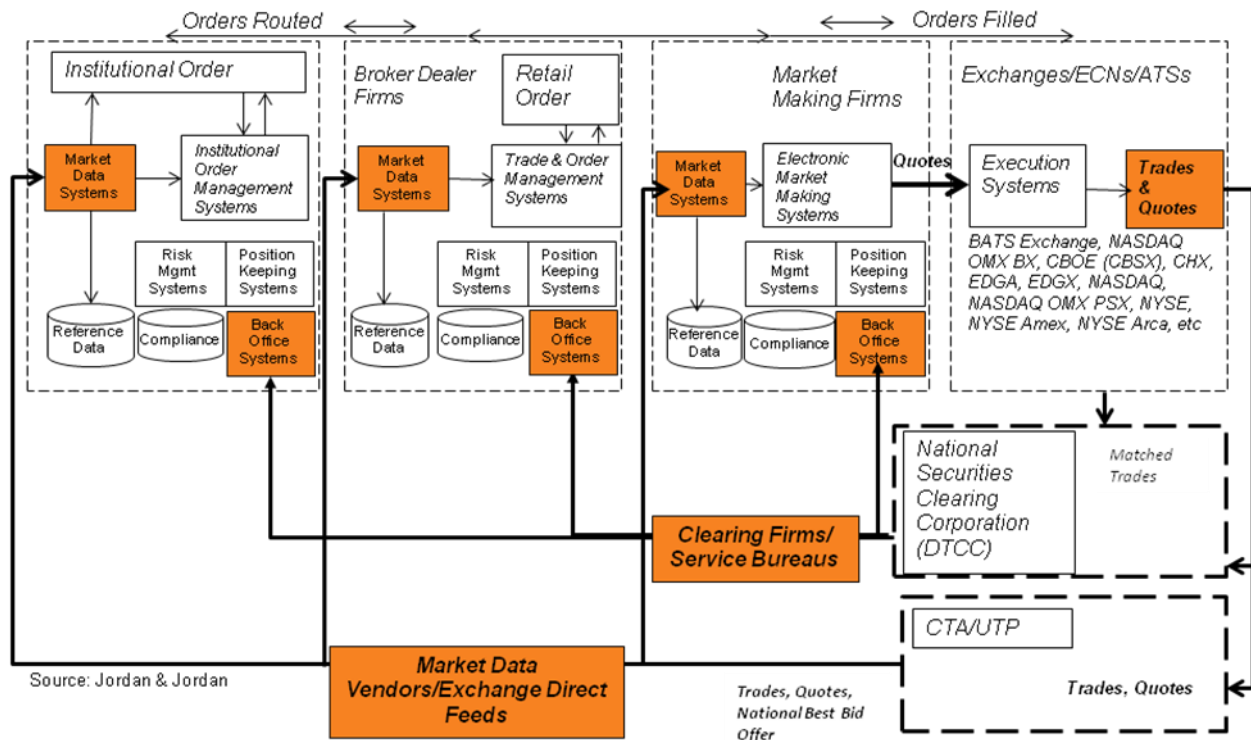 Orders Routed
Orders Filled
Institutional Order
Market
Data
Systems
Institutional
Order
Management
Systems
Risk
Mgmt
Systems
Position
Keeping
Systems
Reference
Data
Compliance
Back
Office
Systems
Broker Dealer
Firms
Retail
Order
Market
Data
Systems
Trade & Order
Management
Systems
Risk
Mgmt
Systems
Position
Keeping
Systems
Reference
Data
Compliance
Back
Office
Systems
Market
Making Firms
Market
Data
Systems
Electronic
Market
Making
Systems
Quotes
Risk
Mgmt
Systems
Position
Keeping
Systems
Reference
Data
Compliance
Back
Office
Systems
Exchanges/ECNs/ATSs
Execution
Systems
Trades
&
Quotes
BATS Exchange, NASDAQ
OMX BX, CBOE (CBSX), CHX,
EDGA, EDGX, NASDAQ,
NASDAQ OMX PSX, NYSE,
NYSE Amex, NYSE Arca, etc
National
Securities
Clearing
Corporation
(DTCC)
Matched
Trades
Clearing Firms/
Service Bureaus
CTA/UTP
Trades, Quotes
Market Data
Vendors/Exchange Direct
Feeds
Trades, Quotes,
National Best Bid
Offer
Source: Jordan & Jordan